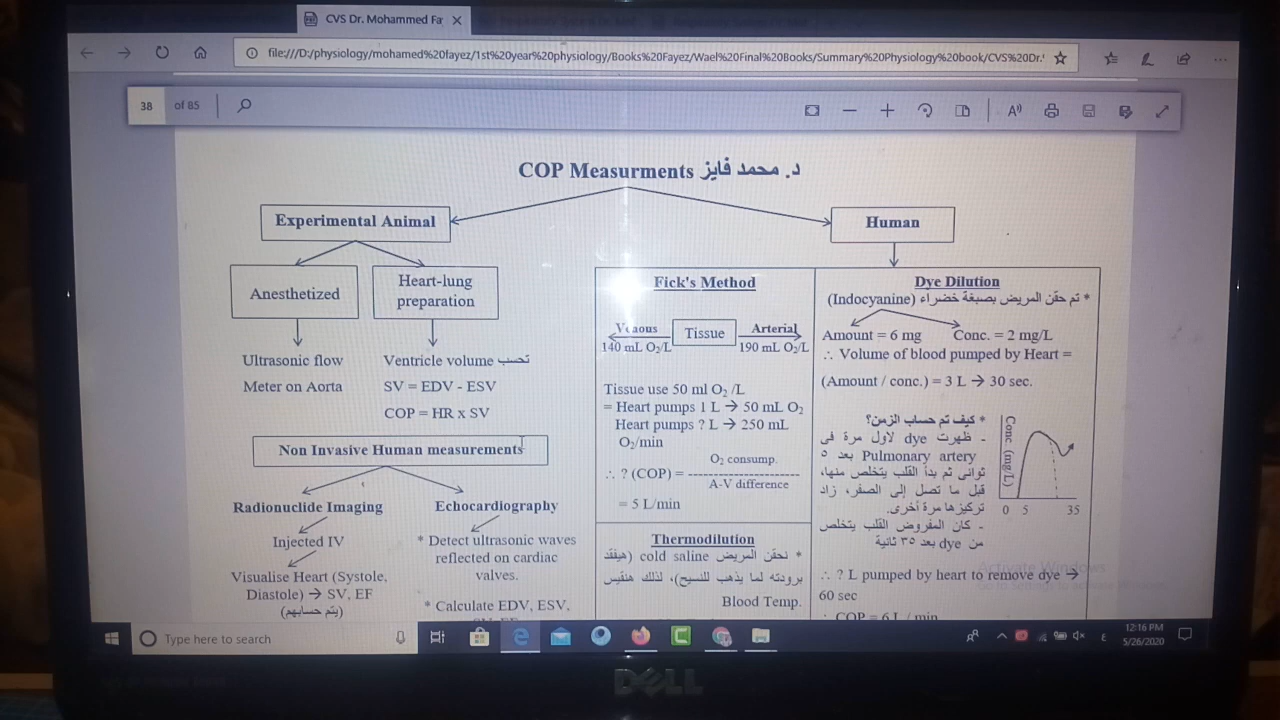 CVS Dr. Mohammed Fa
file:///D:/physiology/mohamed%20fayez/1st%20year%20physiology/Books%20Fayez/Wael%20Final%20Books/Summary%20Physiology%20book/CVS%20Dr.
38 of 85
COP Measurments د. محمد فايز
Experimental Animal
Human
Anesthetized
Heart-lung
preparation
Ultrasonic flow
Meter on Aorta
Ventricle volume تحسب
SV = EDV - ESV
COP = HR x SV
Non Invasive Human measurements
Radionuclide Imaging
Injected IV
Visualise Heart (Systole,
Diastole) → SV, EF
(يتم حسابهم)
Echocardiography
* Detect ultrasonic waves
reflected on cardiac
valves.
* Calculate EDV, ESV,
Fick's Method
Venous
Tissue
Arterial
140 mL O₂/L
190 mL O₂/L
Tissue use 50 ml O₂ /L
= Heart pumps 1 L → 50 mL O₂
Heart pumps ? L → 250 mL
O₂/min
∴ ? (COP) = O₂ consump.
A-V difference
= 5 L/min
Thermodilution
* نحقن المريض cold saline (هيفقد
برودته لما يذهب للنسيج)، لذلك هنقيس
Blood Temp.
Dye Dilution
* تم حقن المريض بصبغة خضراء (Indocyanine)
Amount = 6 mg
Conc. = 2 mg/L
∴ Volume of blood pumped by Heart =
(Amount / conc.) = 3 L → 30 sec.
* كيف تم حساب الزمن؟
- ظهرت dye لاول مرة فى
Pulmonary artery بعد ٥
ثوانى ثم بدأ القلب يتخلص منها،
قبل ما تصل إلى الصفر، زاد
تركيزها مرة أخرى.
- كان المفروض القلب يتخلص
من dye بعد ٣٥ ثانية
Conc. (mg/L)
0 5 35
∴ ? L pumped by heart to remove dye →
60 sec
∴ COP = 6 L / min
Activate Windows
Type here to search
12:16 PM
5/26/2020
DELL